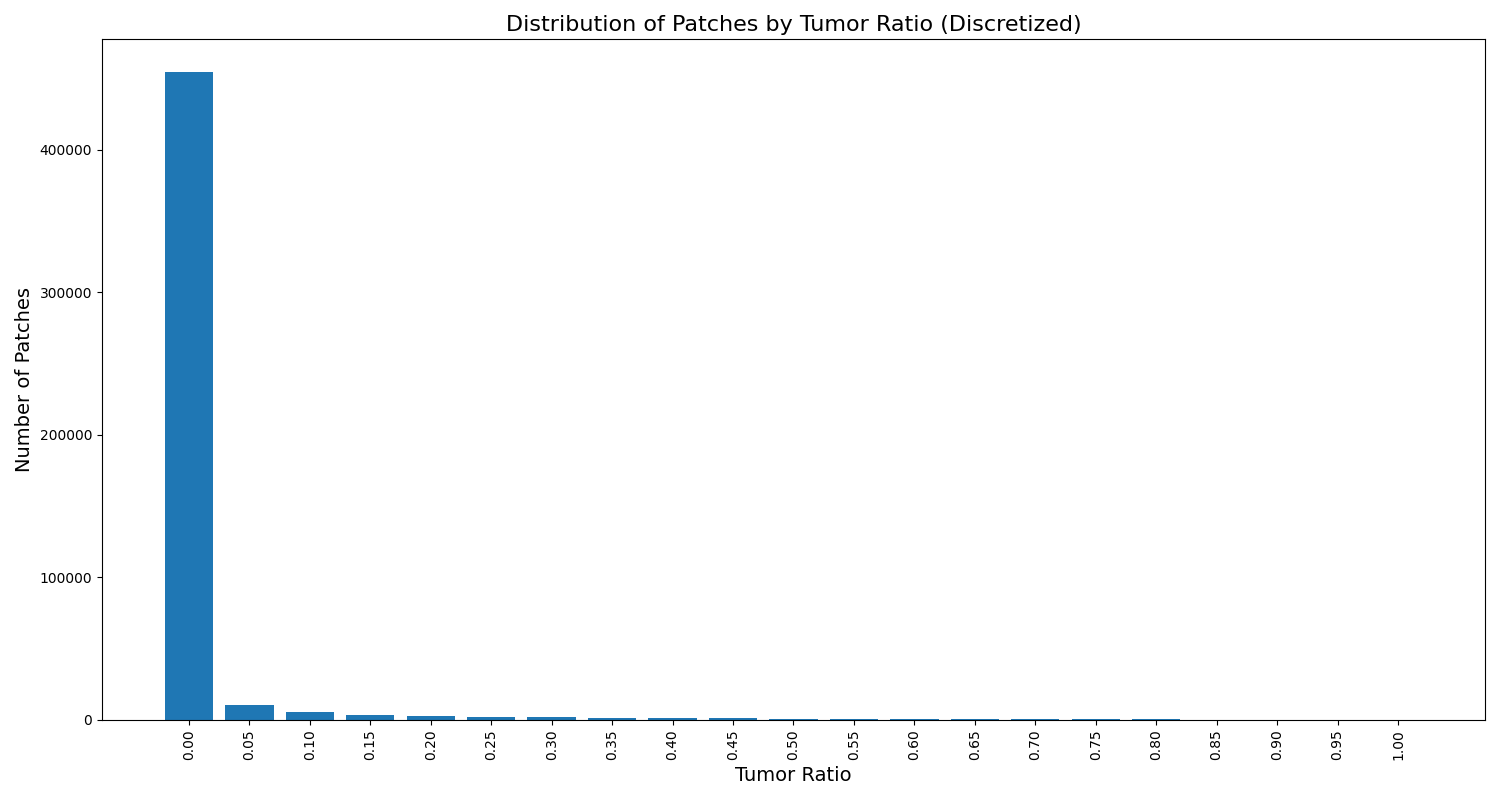 Distribution of Patches by Tumor Ratio (Discretized)
Number of Patches
400000
300000
200000
100000
0
0.00 0.05 0.10 0.15 0.20 0.25 0.30 0.35 0.40 0.45 0.50 0.55 0.60 0.65 0.70 0.75 0.80 0.85 0.90 0.95 1.00
Tumor Ratio